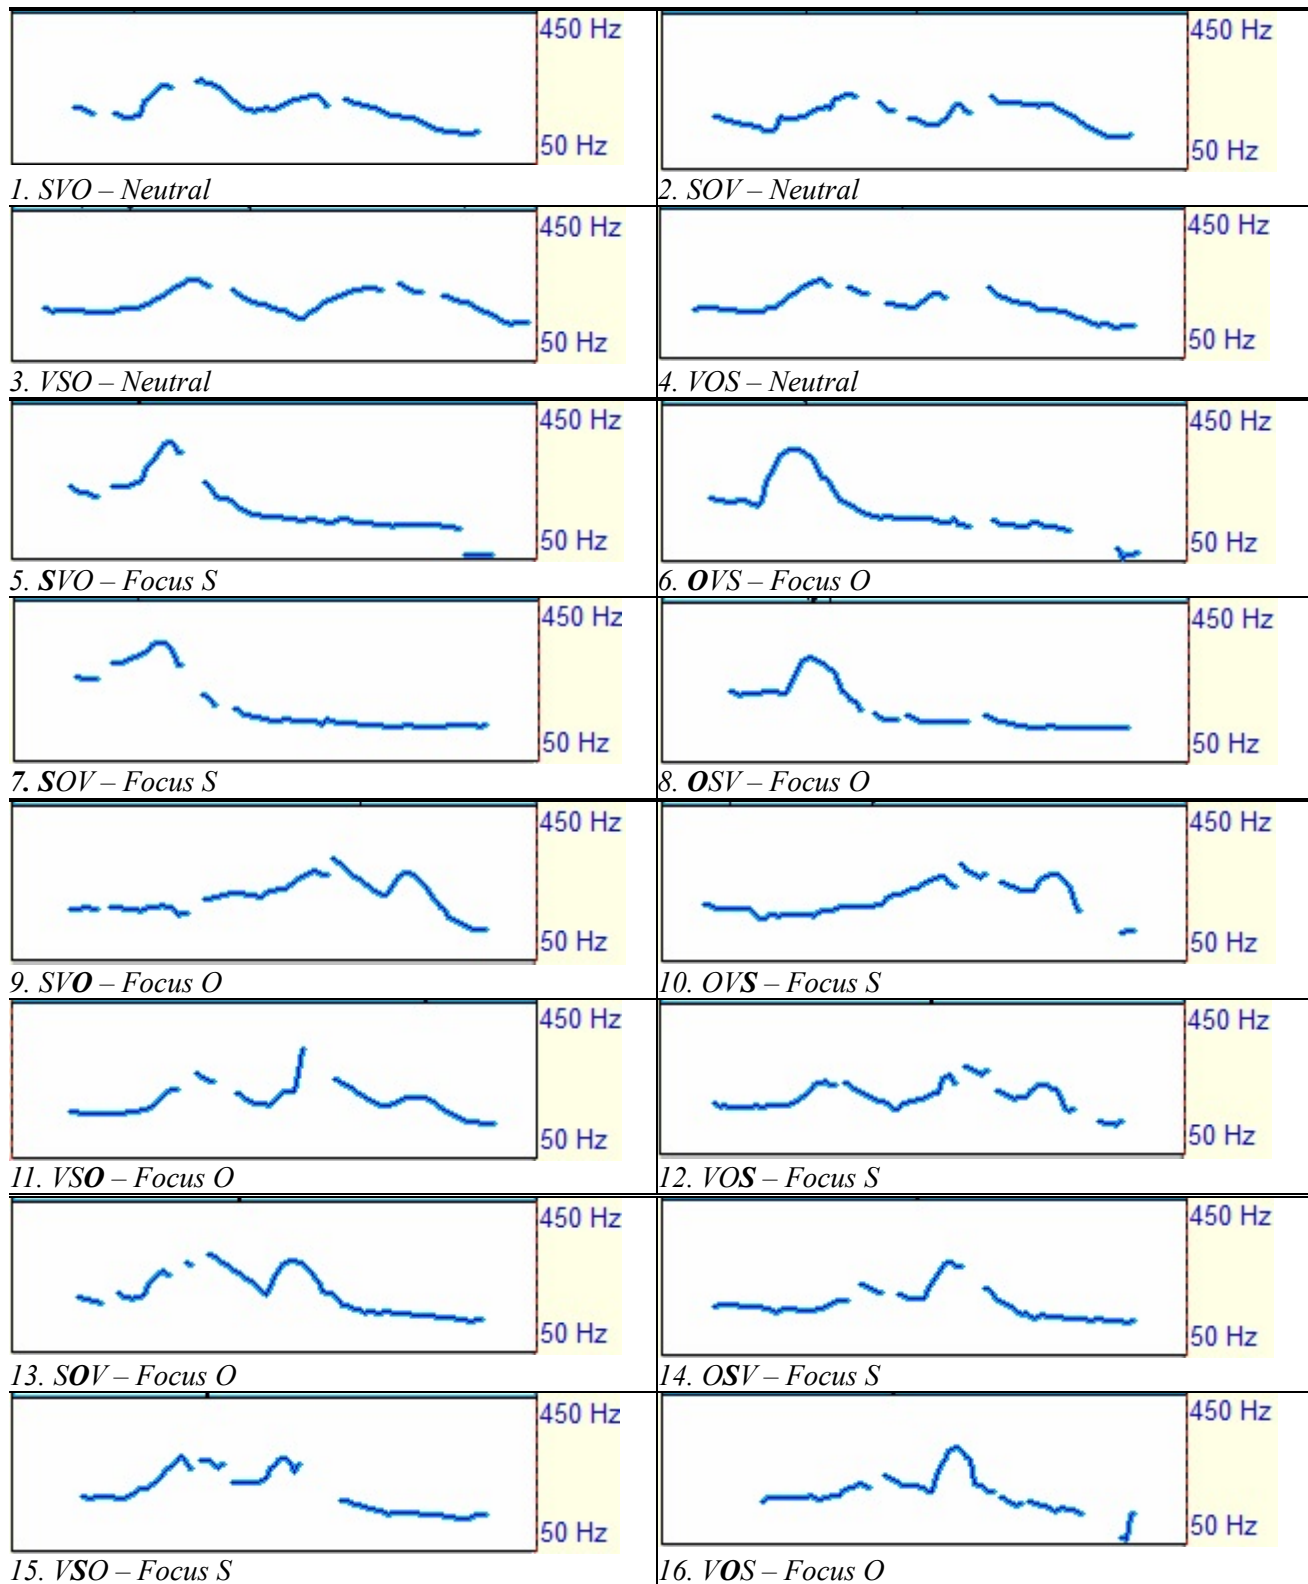 450 Hz
50 Hz
1. SVO – Neutral
450 Hz
50 Hz
2. SOV – Neutral
450 Hz
50 Hz
3. VSO – Neutral
450 Hz
50 Hz
4. VOS – Neutral
450 Hz
50 Hz
5. SVO – Focus S
450 Hz
50 Hz
6. OVS – Focus O
450 Hz
50 Hz
7. SOV – Focus S
450 Hz
50 Hz
8. OSV – Focus O
450 Hz
50 Hz
9. SVO – Focus O
450 Hz
50 Hz
10. OVS – Focus S
450 Hz
50 Hz
11. VSO – Focus O
450 Hz
50 Hz
12. VOS – Focus S
450 Hz
50 Hz
13. SOV – Focus O
450 Hz
50 Hz
14. OSV – Focus S
450 Hz
50 Hz
15. VSO – Focus S
450 Hz
50 Hz
16. VOS – Focus O